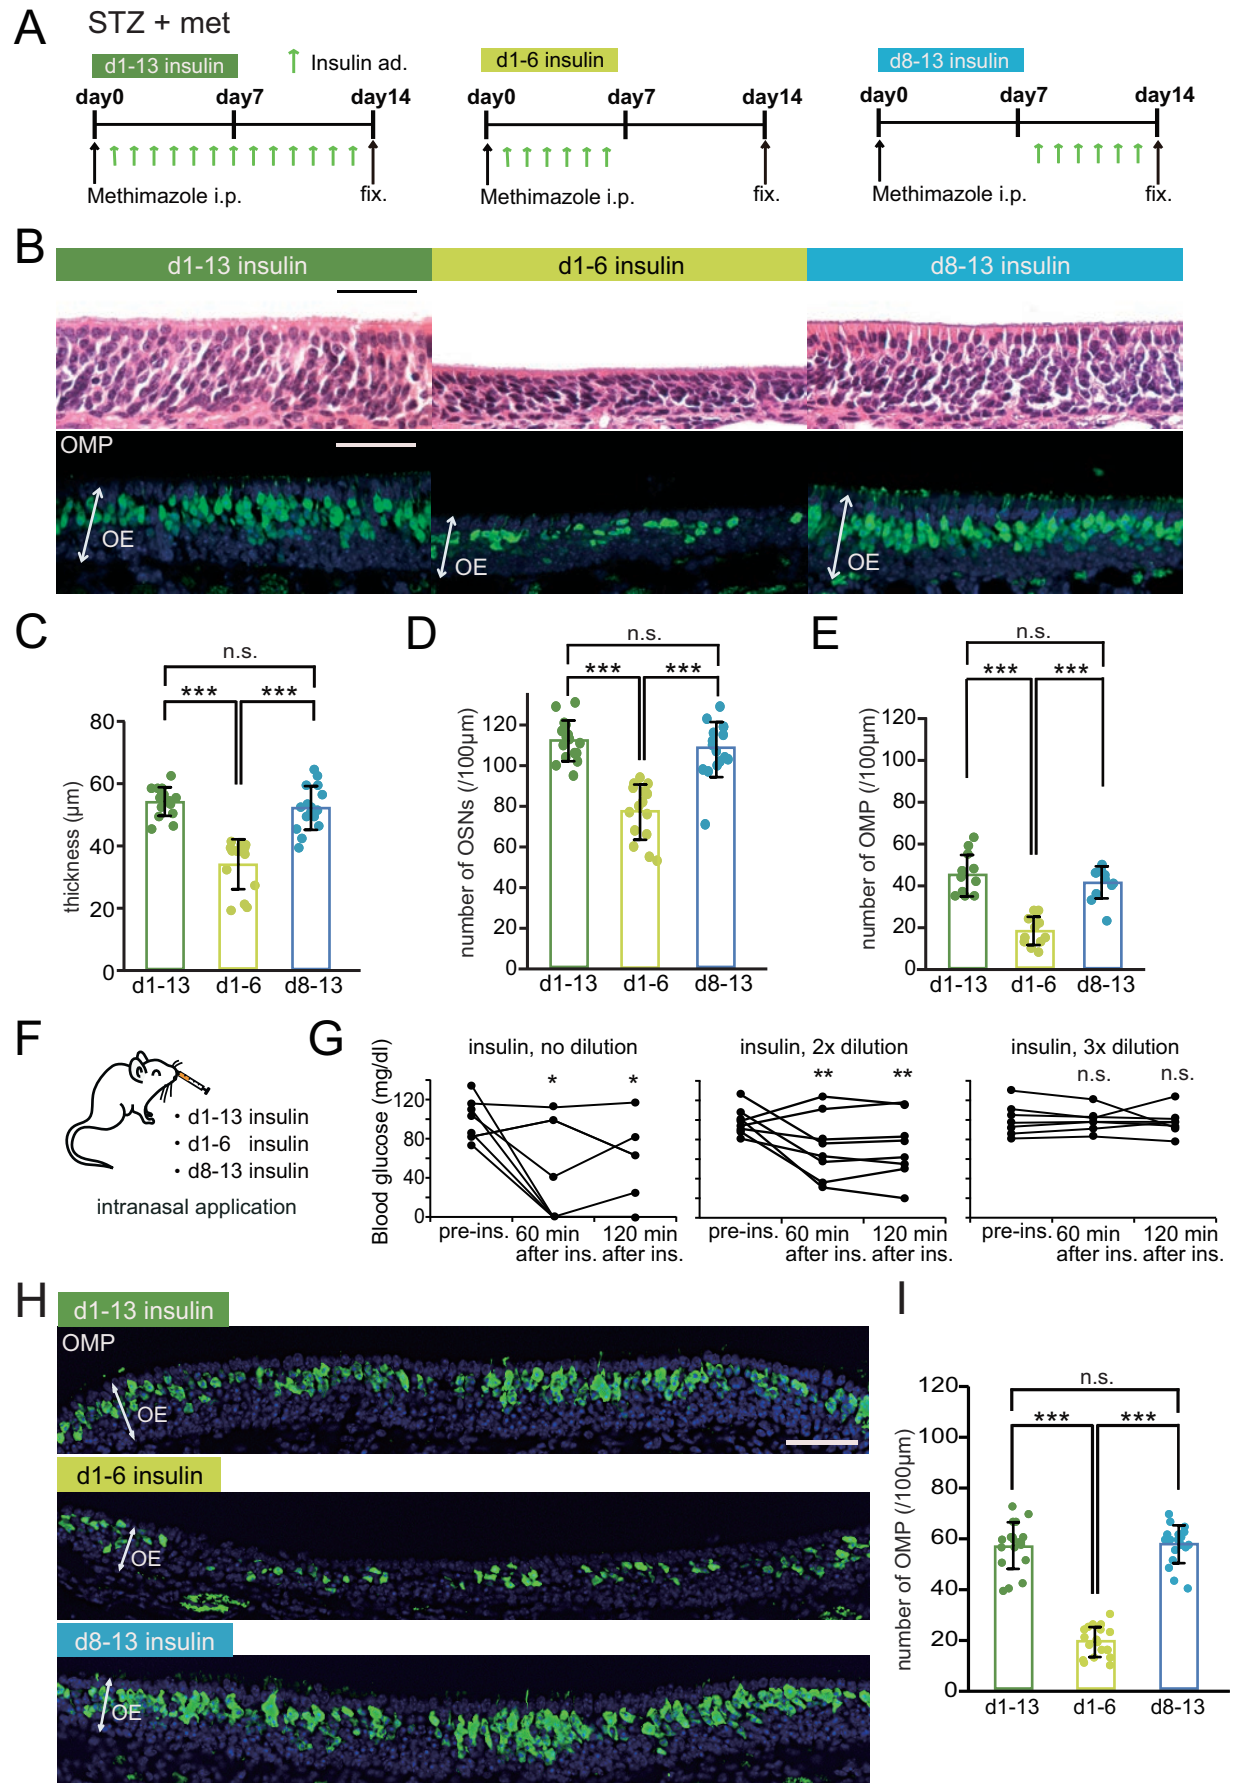 A
STZ + met
d1-13 insulin
Insulin ad.
day0
day7
day14
Methimazole i.p.
fix.
d1-6 insulin
day0
day7
day14
Methimazole i.p.
fix.
d8-13 insulin
day0
day7
day14
Methimazole i.p.
fix.
B
d1-13 insulin
d1-6 insulin
d8-13 insulin
OMP
OE
OE
OE
C
n.s.
***
***
thickness (μm)
80
60
40
20
0
d1-13
d1-6
d8-13
D
n.s.
***
***
number of OSNs (/100μm)
120
100
80
60
40
20
0
d1-13
d1-6
d8-13
E
n.s.
***
***
number of OMP (/100μm)
120
100
80
60
40
20
0
d1-13
d1-6
d8-13
F
• d1-13 insulin
• d1-6 insulin
• d8-13 insulin
intranasal application
G
Blood glucose (mg/dl)
insulin, no dilution
*
*
120
80
40
0
pre-ins.
60 min
after ins.
120 min
after ins.
insulin, 2x dilution
**
**
pre-ins.
60 min
after ins.
120 min
after ins.
insulin, 3x dilution
n.s.
n.s.
pre-ins.
60 min
after ins.
120 min
after ins.
H
d1-13 insulin
OMP
OE
d1-6 insulin
OE
d8-13 insulin
OE
I
n.s.
***
***
number of OMP (/100μm)
120
100
80
60
40
20
0
d1-13
d1-6
d8-13